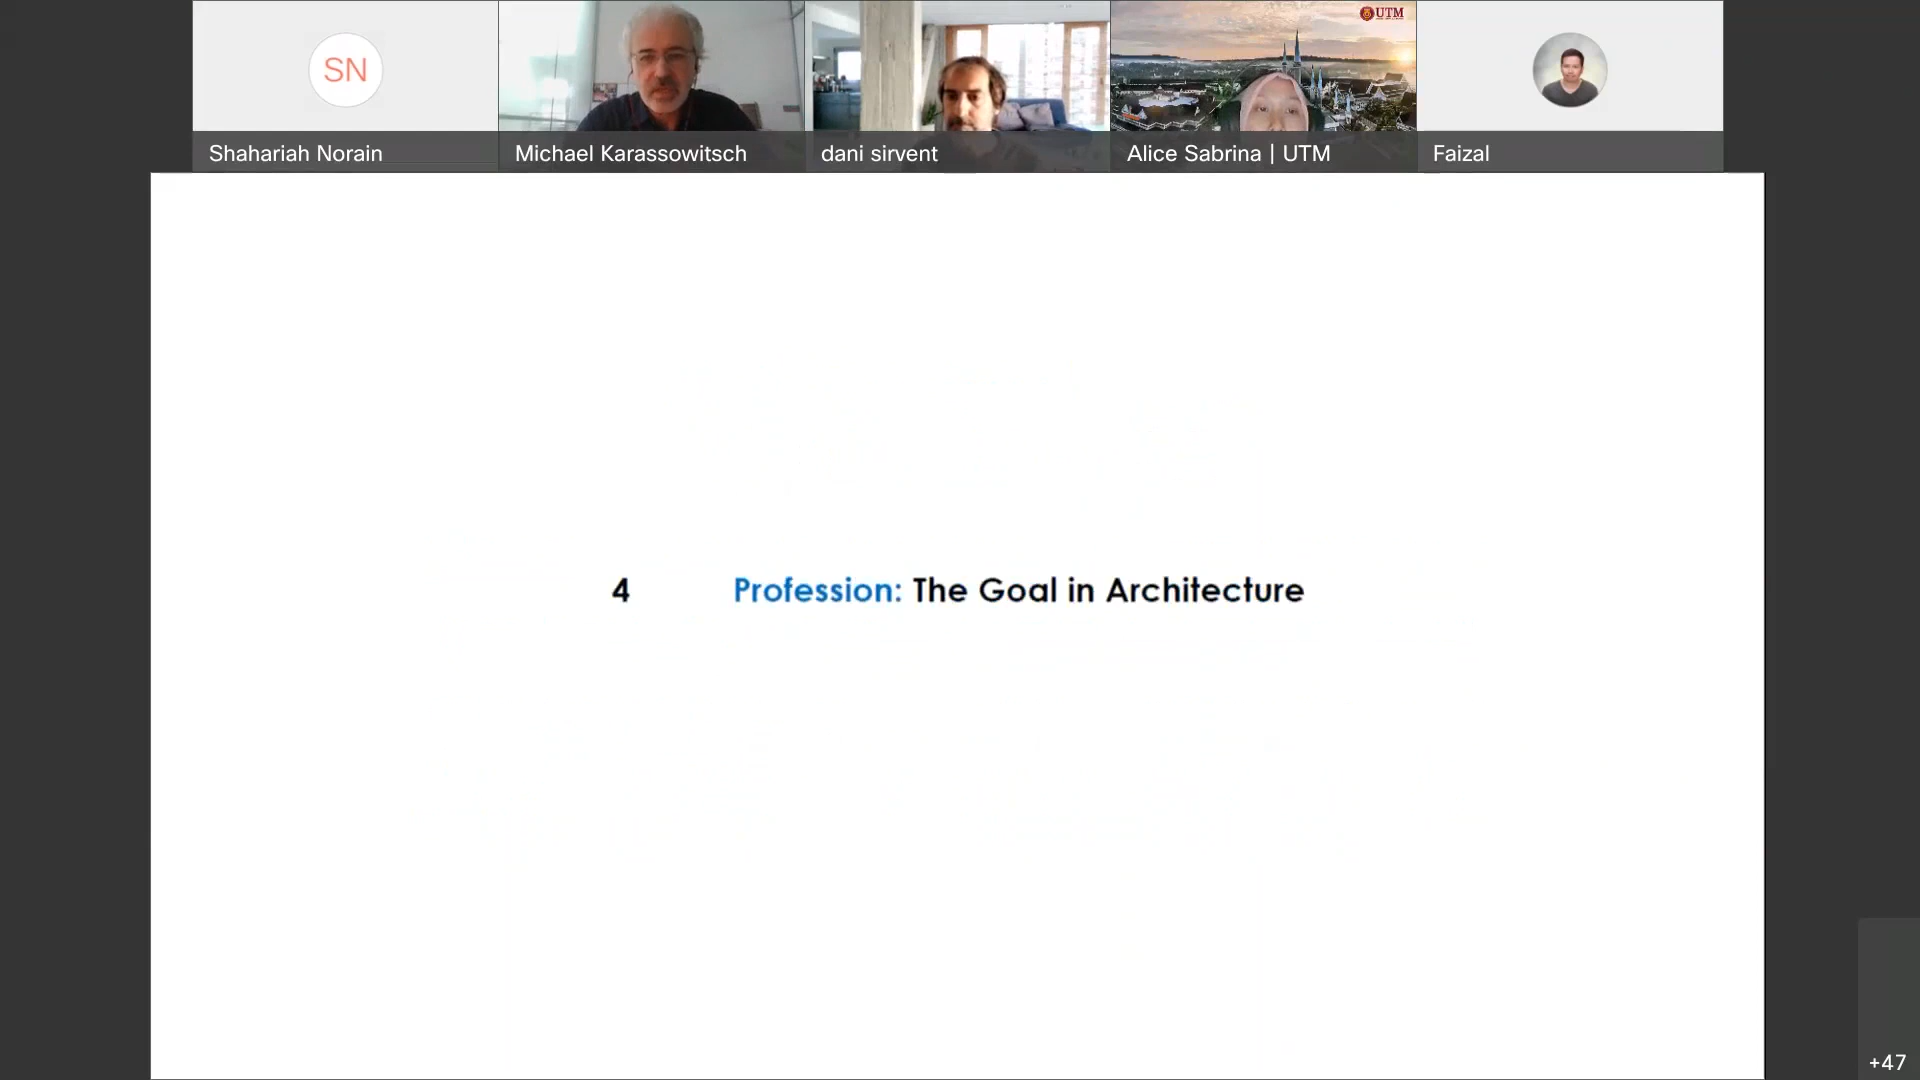 SN
UTM
Shahariah Norain
Michael Karassowitsch
dani sirvent
Alice Sabrina | UTM
Faizal
4 Profession: The Goal in Architecture
+47